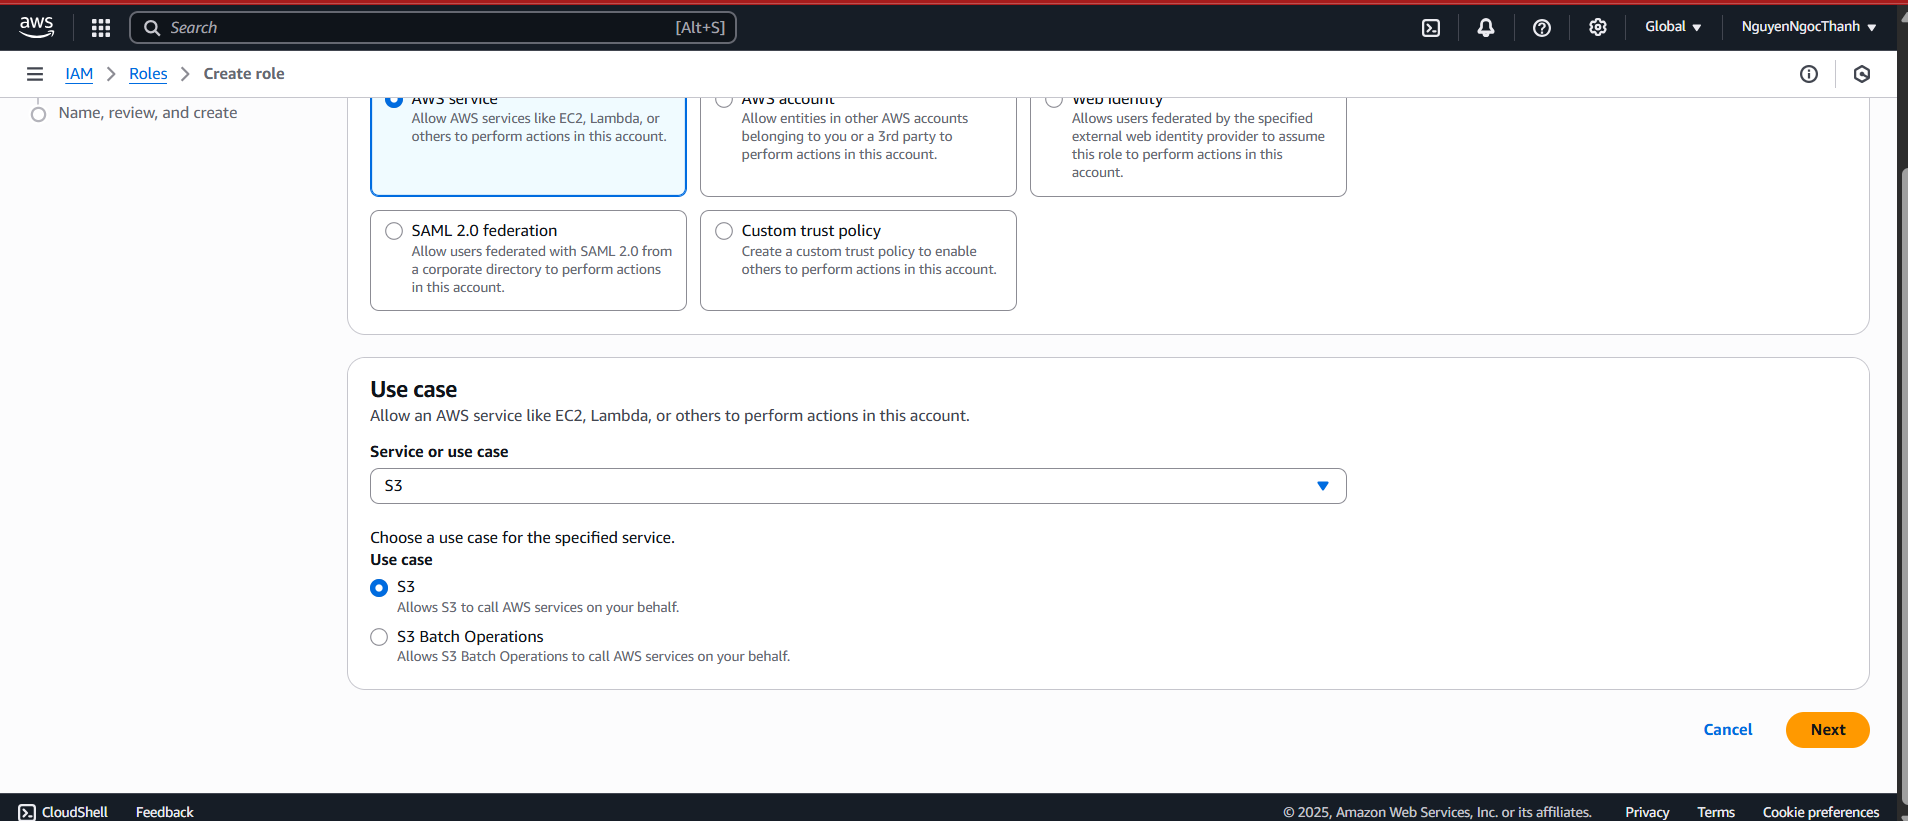 aws
Search
[Alt+S]
Global
NguyenNgocThanh
IAM
Roles
Create role
Name, review, and create
AWS service
Allow AWS services like EC2, Lambda, or
others to perform actions in this account.
AWS account
Allow entities in other AWS accounts
belonging to you or a 3rd party to
perform actions in this account.
Web identity
Allows users federated by the specified
external web identity provider to assume
this role to perform actions in this
account.
SAML 2.0 federation
Allow users federated with SAML 2.0 from
a corporate directory to perform actions
in this account.
Custom trust policy
Create a custom trust policy to enable
others to perform actions in this account.
Use case
Allow an AWS service like EC2, Lambda, or others to perform actions in this account.
Service or use case
S3
Choose a use case for the specified service.
Use case
S3
Allows S3 to call AWS services on your behalf.
S3 Batch Operations
Allows S3 Batch Operations to call AWS services on your behalf.
Cancel
Next
CloudShell
Feedback
© 2025, Amazon Web Services, Inc. or its affiliates.
Privacy
Terms
Cookie preferences